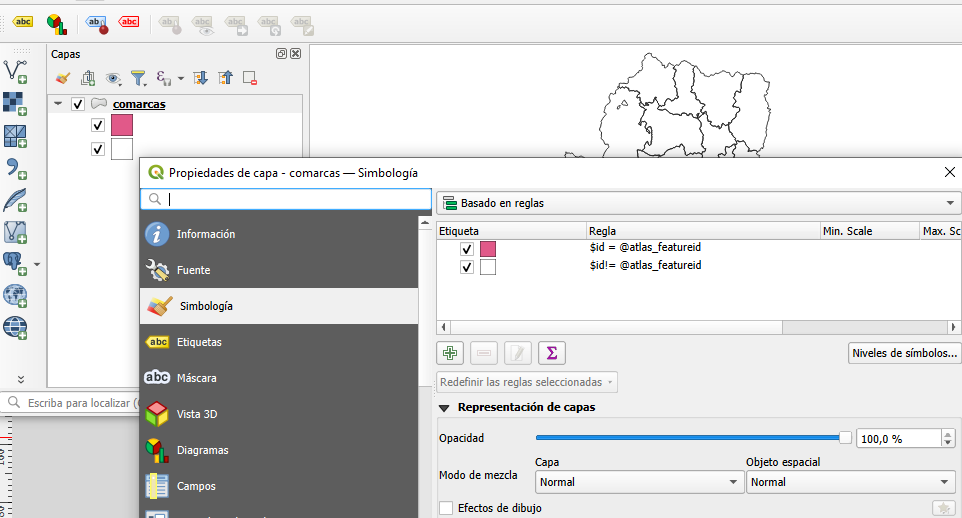 abc
abc
abc
abc
abc
abc
abc
abc
Capas
comarcas
Propiedades de capa - comarcas — Simbología
Información
Fuente
Simbología
abc Etiquetas
abc Máscara
Vista 3D
Diagramas
Campos
Basado en reglas
Etiqueta Regla Min. Scale Max. Sc
$id = @atlas_featureid
$id!= @atlas_featureid
Niveles de símbolos...
Redefinir las reglas seleccionadas
Representación de capas
Opacidad 100,0 %
Capa Objeto espacial
Modo de mezcla Normal Normal
Efectos de dibujo
Escriba para localizar (